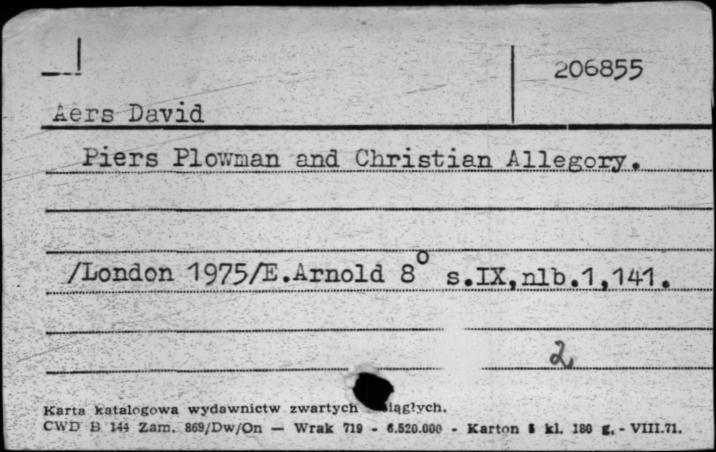 206855
Aers David
Piers Plowman and Christian Allegory.
/London 1975/E.Arnold 8° s.IX,nlb.1,141.
2
Karta katalogowa wydawnictw zwartych iągłych.
CWD B 144 Zam. 869/Dw/On — Wrak 719 - 6.520.000 - Karton kl. 180 g. - VIII.71.